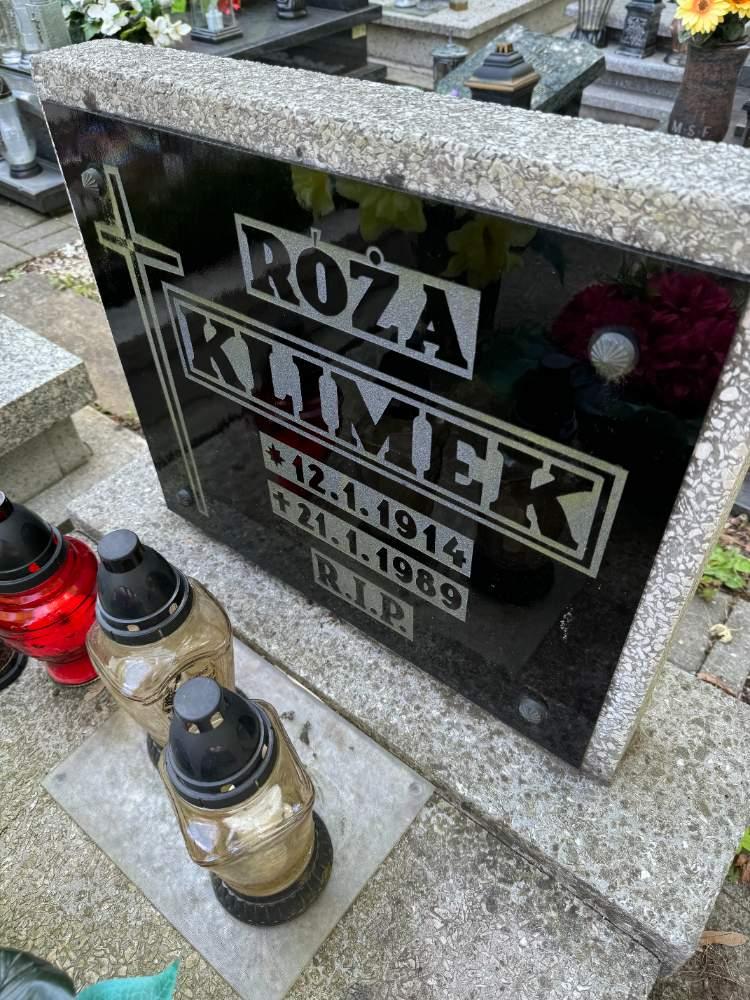 RÓŻA
KLIMEK
* 12.1.1914
+ 21.1.1989
R.I.P.
M.S.F